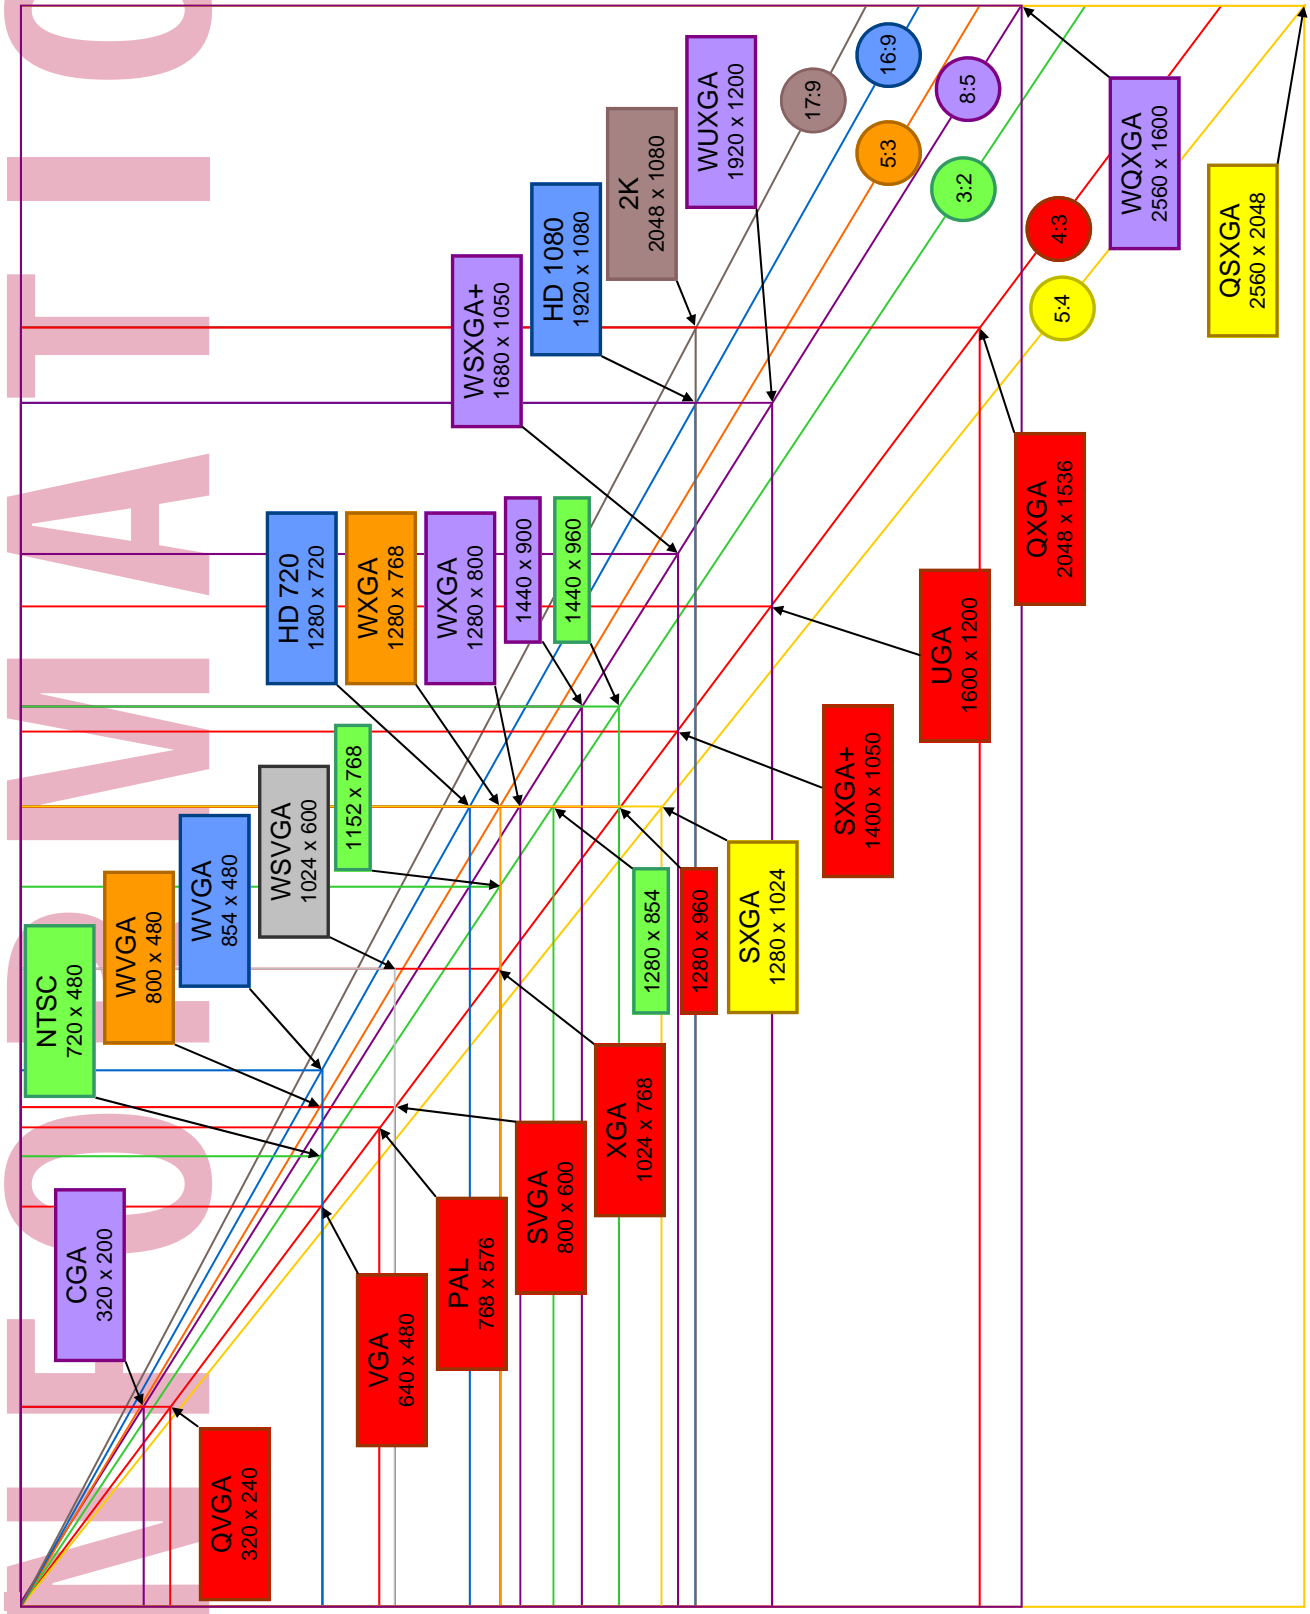 NTSC
720 x 480
CGA
320 x 200
WVGA
800 x 480
WVGA
854 x 480
WSVGA
1024 x 600
1152 x 768
HD 720
1280 x 720
WXGA
1280 x 768
WXGA
1280 x 800
1440 x 900
1440 x 960
WSXGA+
1680 x 1050
HD 1080
1920 x 1080
2K
2048 x 1080
WUXGA
1920 x 1200
17:9
16:9
5:3
8:5
3:2
4:3
5:4
QVGA
320 x 240
VGA
640 x 480
PAL
768 x 576
SVGA
800 x 600
XGA
1024 x 768
1280 x 854
1280 x 960
SXGA
1280 x 1024
SXGA+
1400 x 1050
UGA
1600 x 1200
QXGA
2048 x 1536
WQXGA
2560 x 1600
QSXGA
2560 x 2048